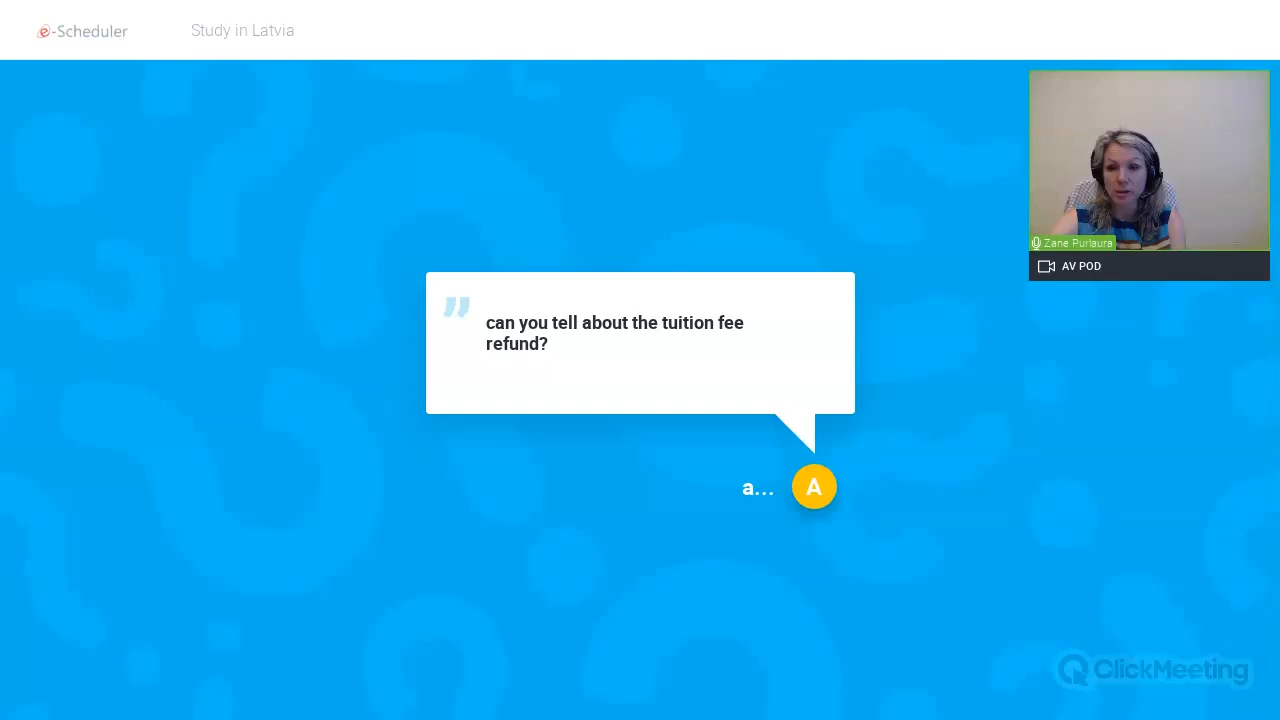 e-Scheduler
Study in Latvia
Zane Purlaura
AV POD
"
can you tell about the tuition fee
refund?
a...
A
ClickMeeting